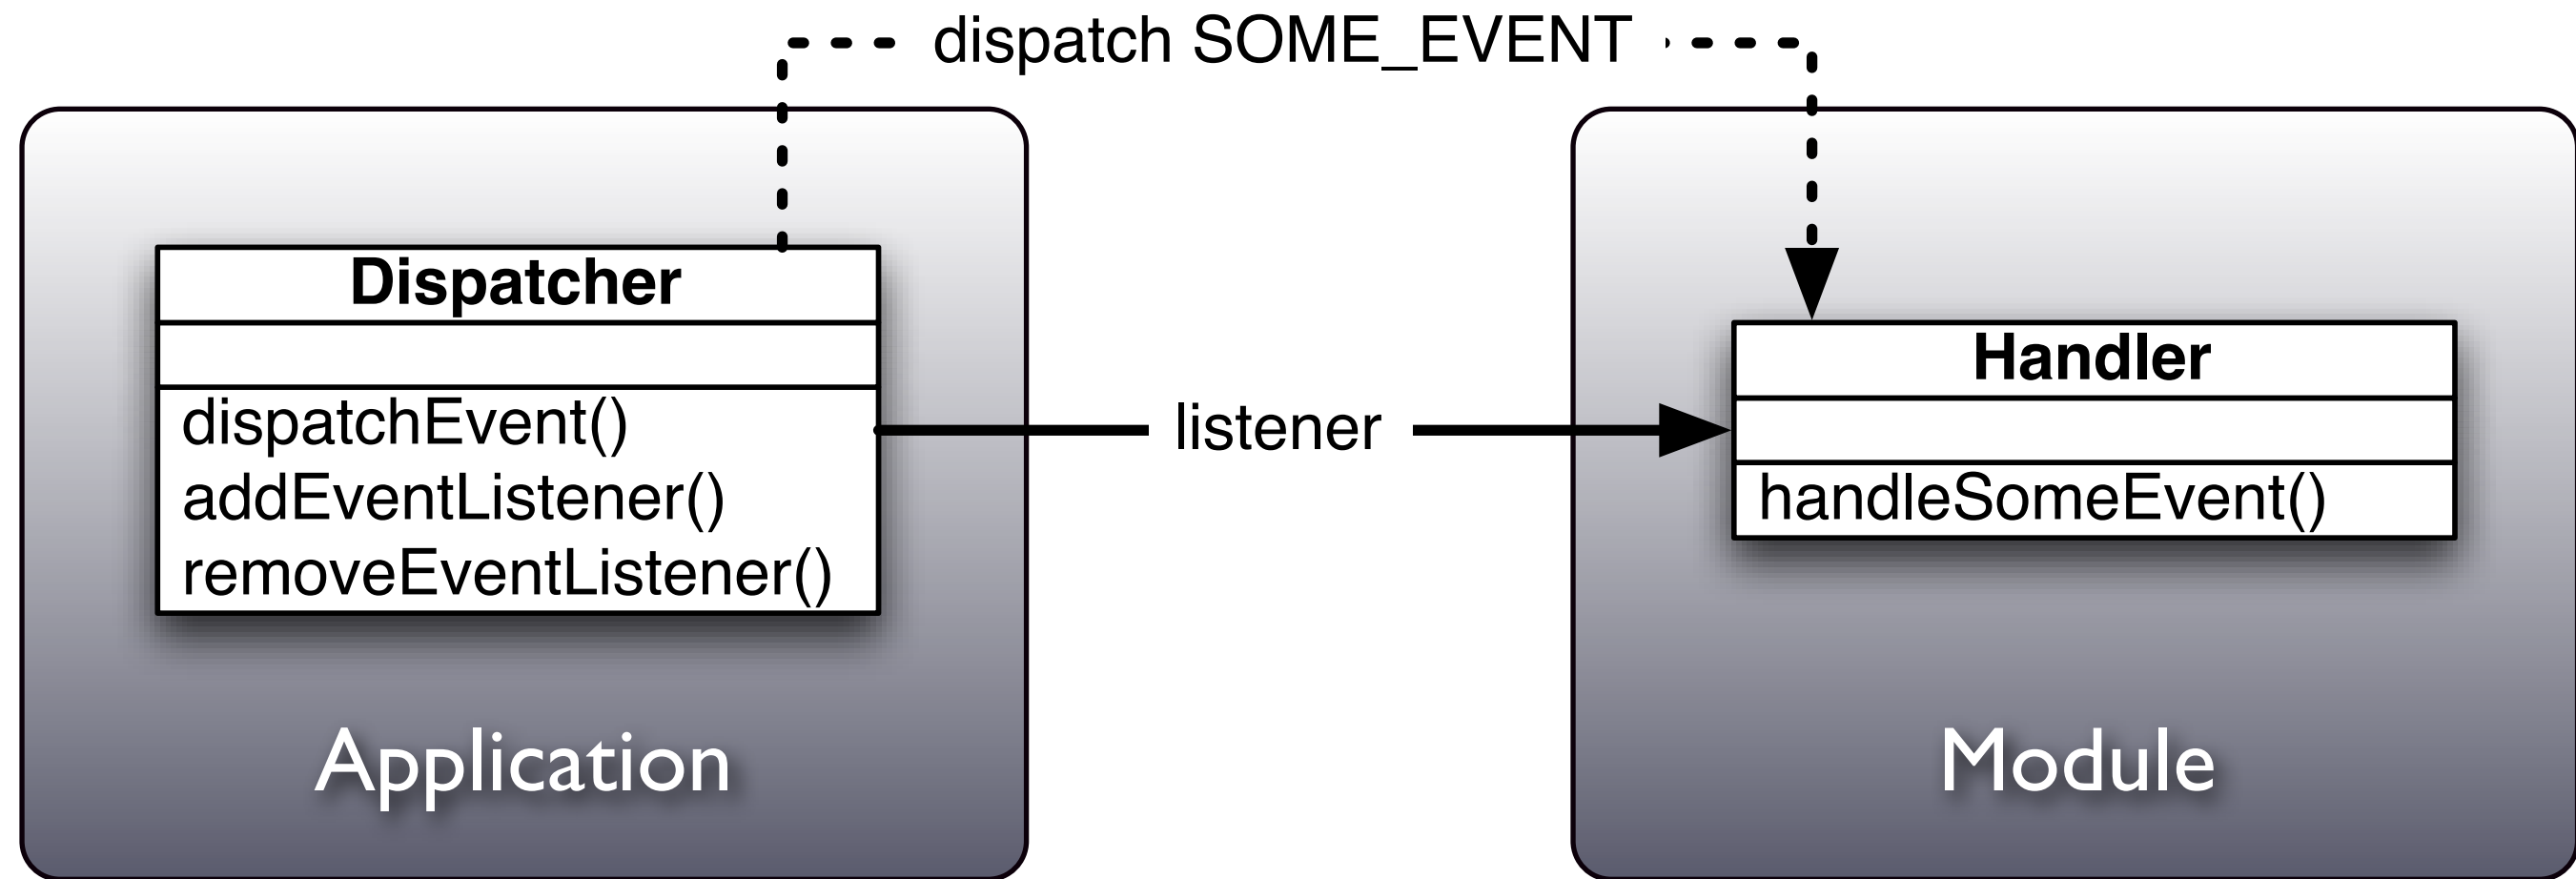 dispatch SOME_EVENT
Dispatcher
dispatchEvent()
addEventListener()
removeEventListener()
listener
Handler
handleSomeEvent()
Application
Module